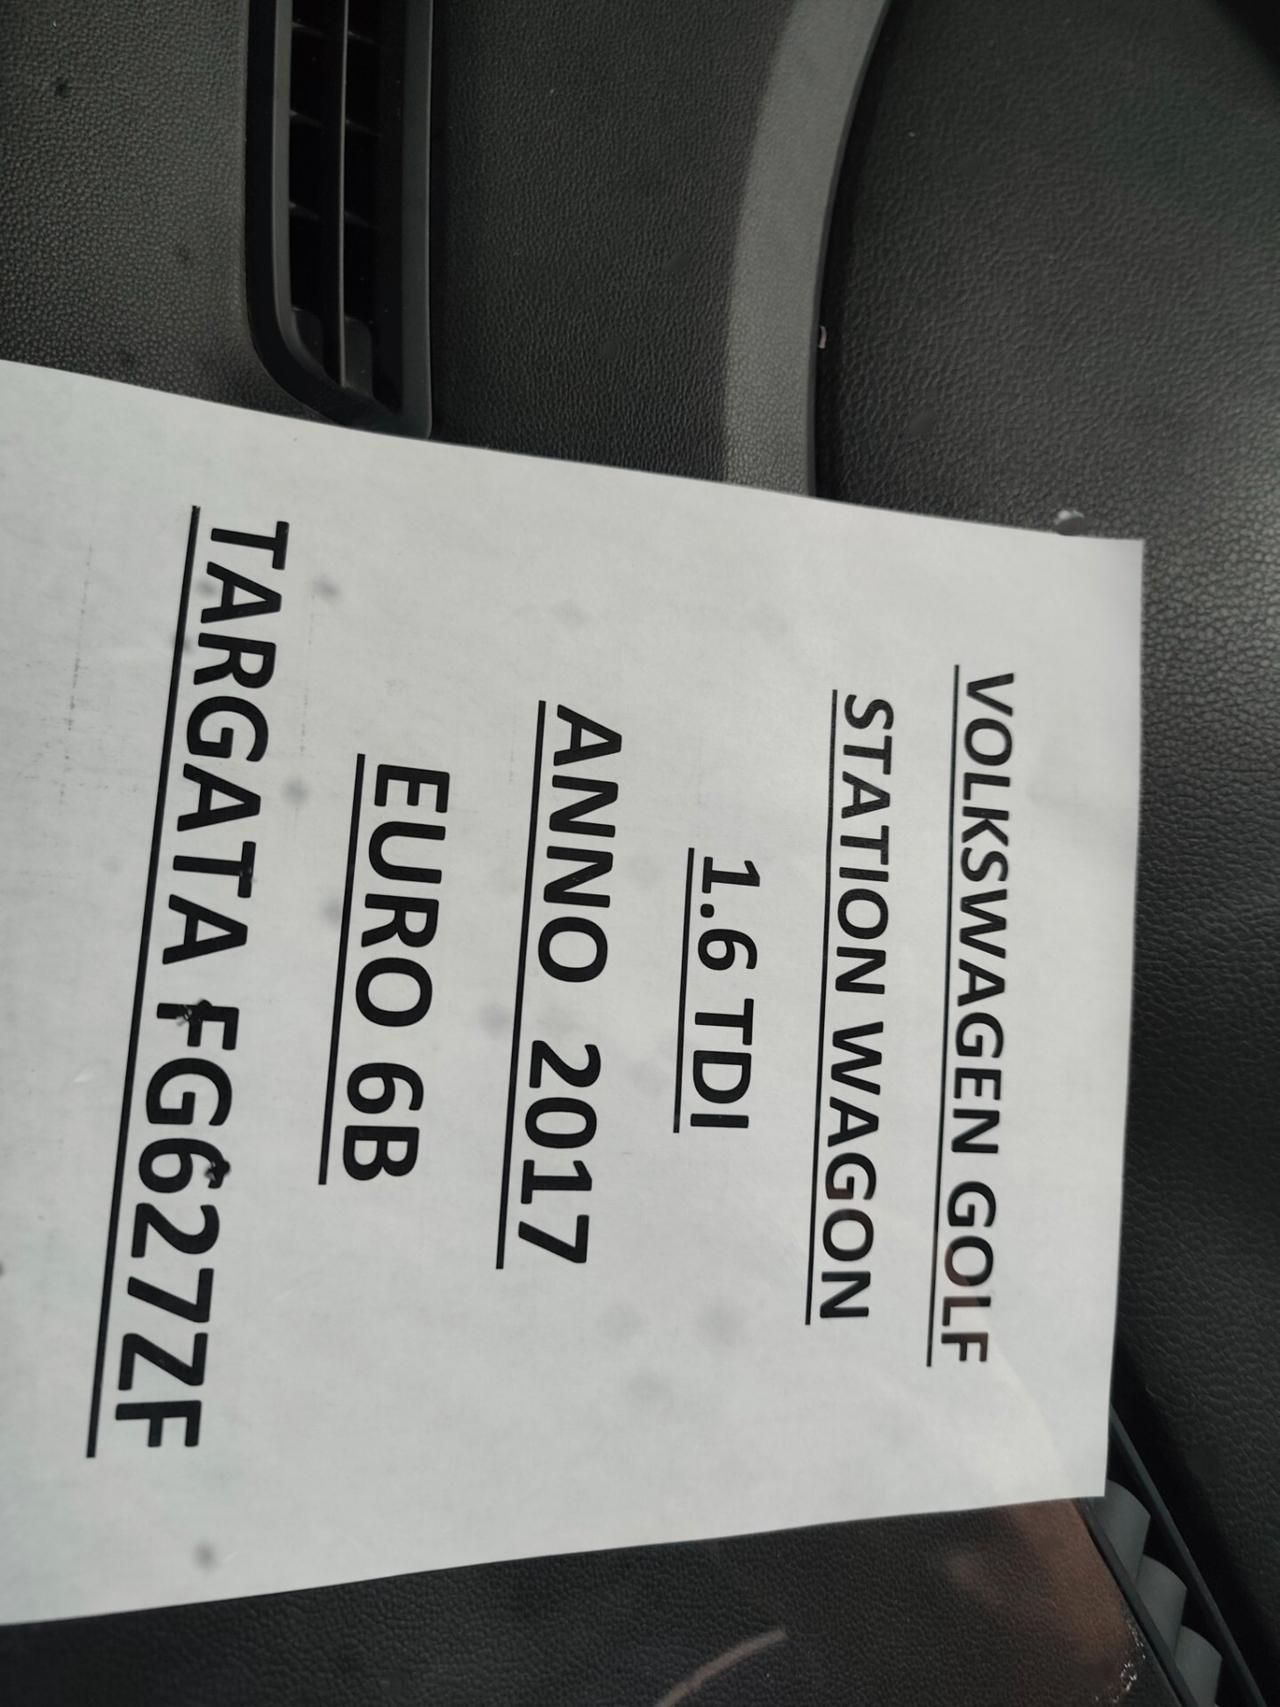 VOLKSWAGEN GOLF
STATION WAGON
1.6 TDI
ANNO 2017
EURO 6B
TARGATA FG627ZF